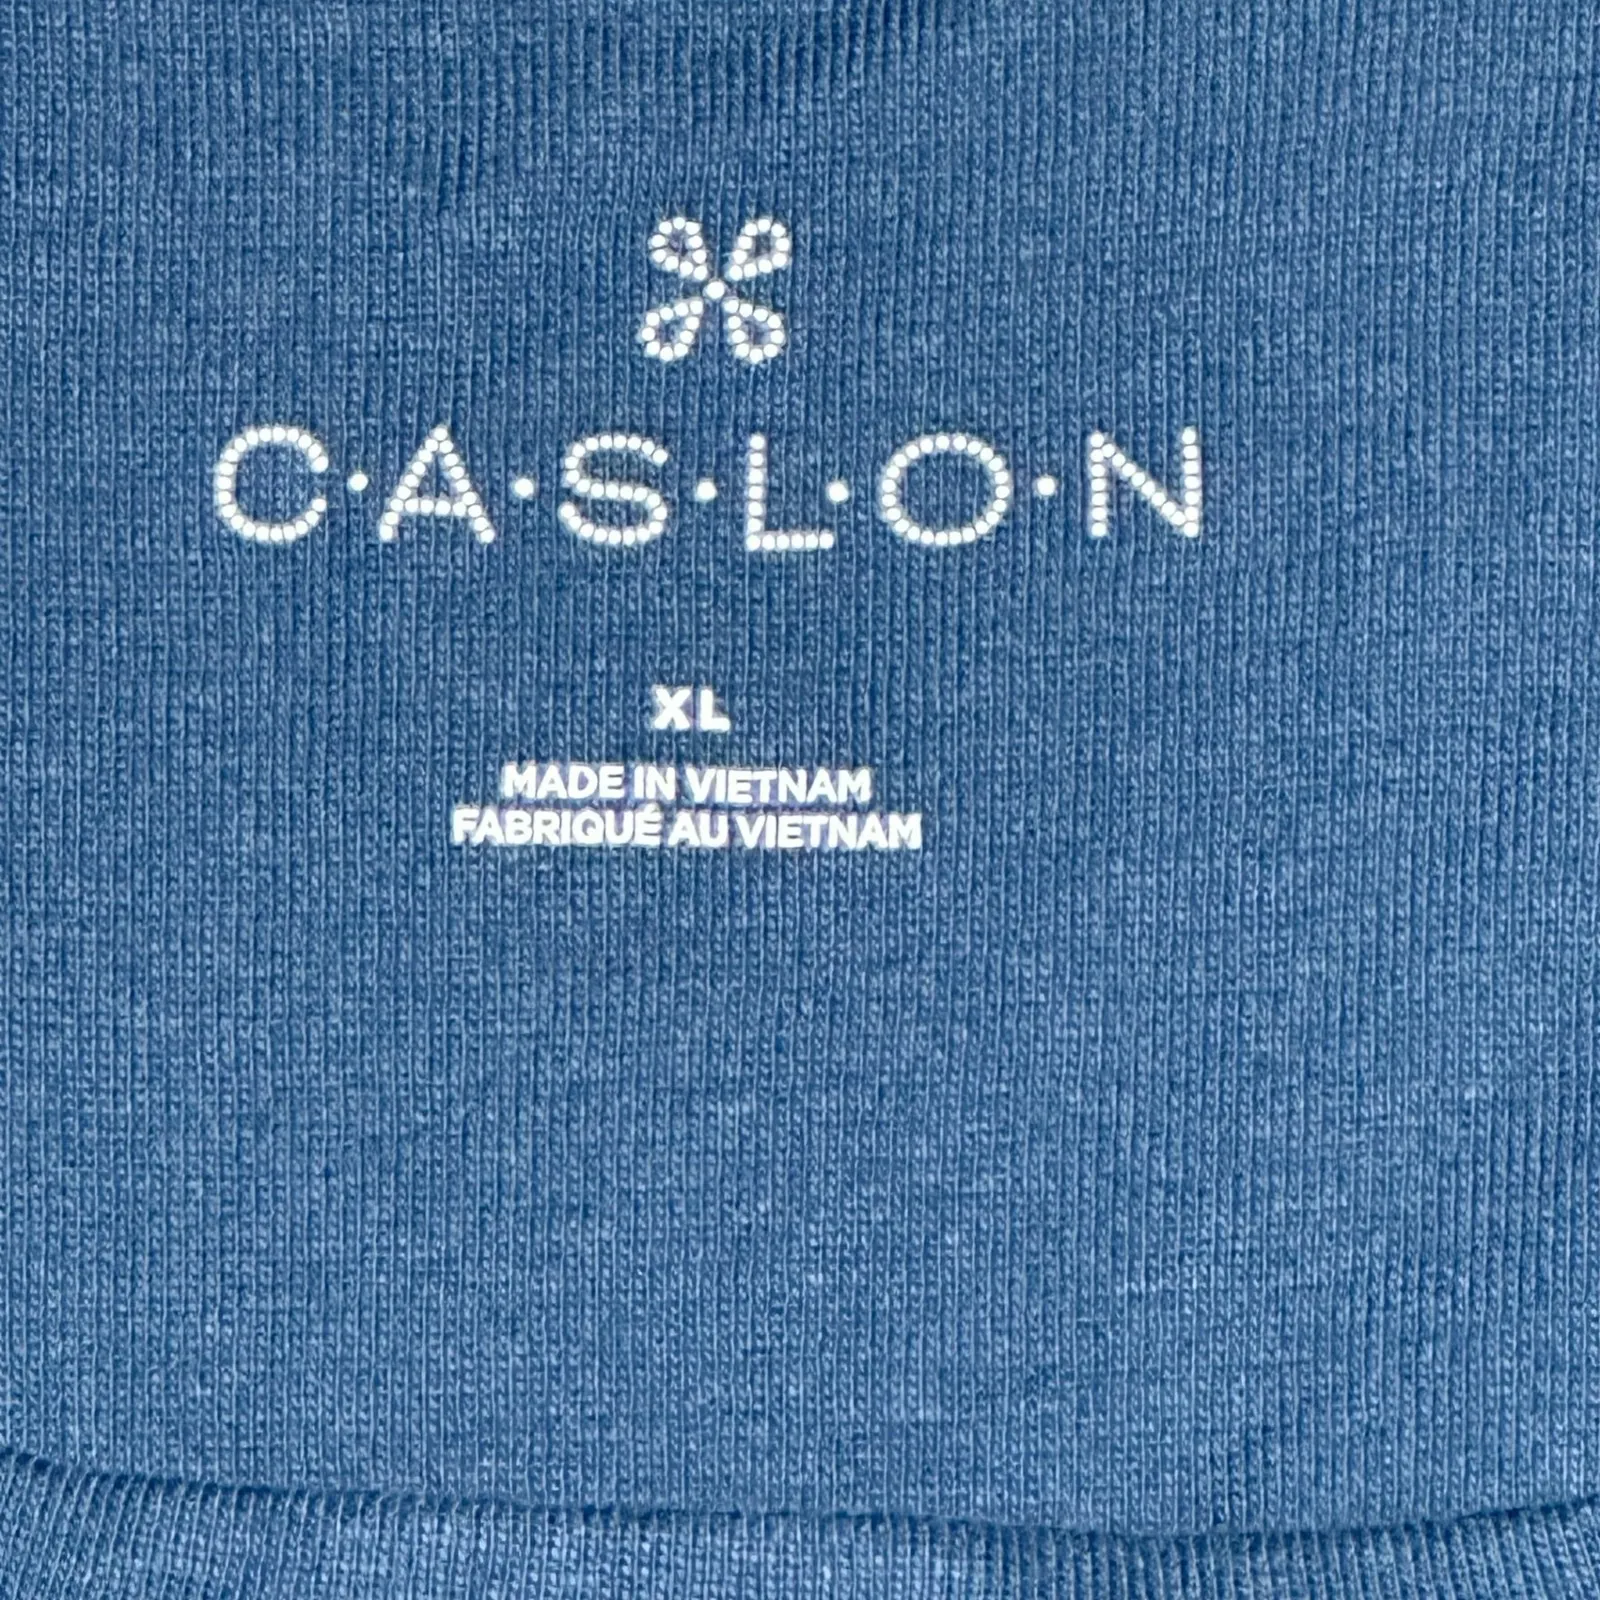 C·A·S·L·O·N
XL
MADE IN VIETNAM
FABRIQUÉ AU VIETNAM